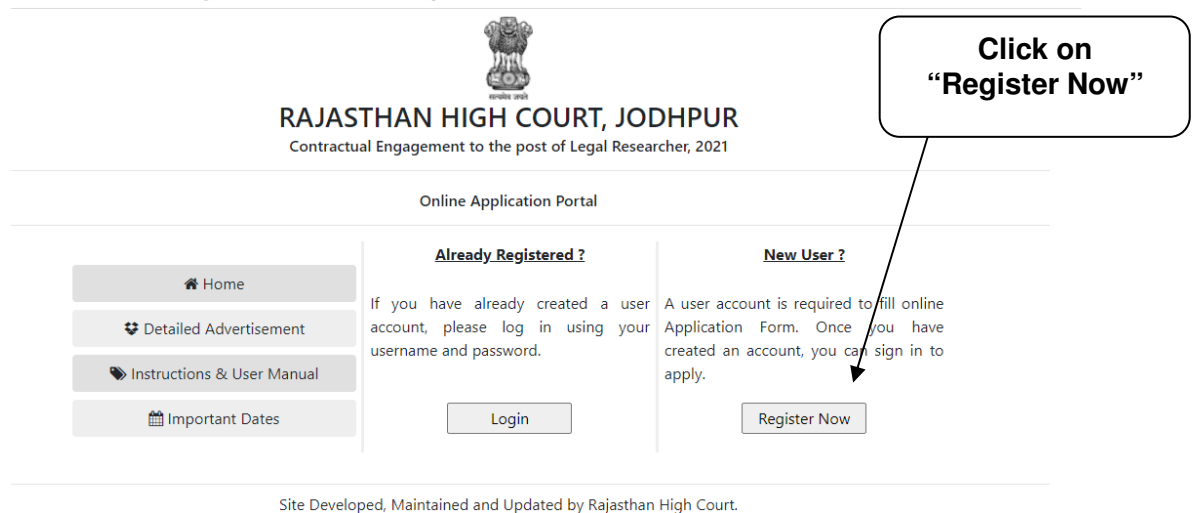 Click on
“Register Now”
सत्यमेव जयते
RAJASTHAN HIGH COURT, JODHPUR
Contractual Engagement to the post of Legal Researcher, 2021
Online Application Portal
Home
Detailed Advertisement
Instructions & User Manual
Important Dates
Already Registered ?
If you have already created a user
account, please log in using your
username and password.
Login
New User ?
A user account is required to fill online
Application Form. Once you have
created an account, you can sign in to
apply.
Register Now
Site Developed, Maintained and Updated by Rajasthan High Court.